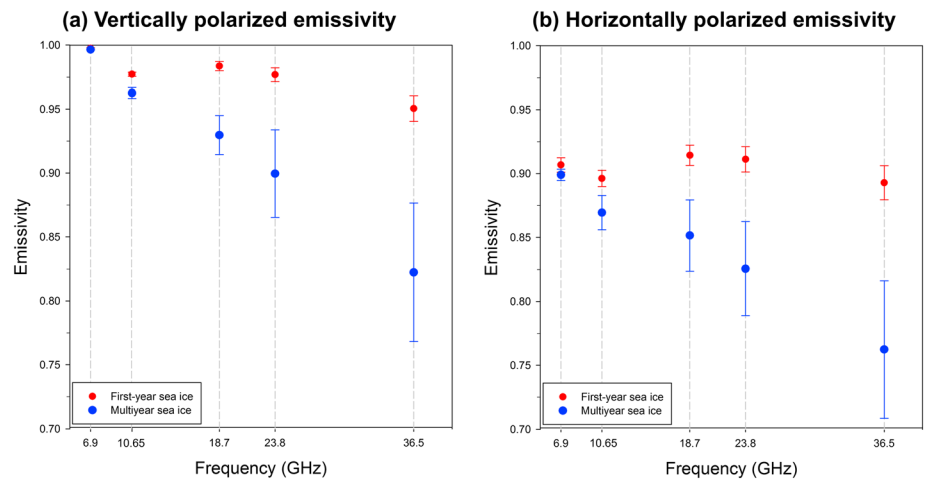 (a) Vertically polarized emissivity
1.00
0.95
0.90
0.85
0.80
0.75
0.70
Emissivity
First-year sea ice
Multiyear sea ice
6.9 10.65 18.7 23.8 36.5
Frequency (GHz)
(b) Horizontally polarized emissivity
1.00
0.95
0.90
0.85
0.80
0.75
0.70
Emissivity
First-year sea ice
Multiyear sea ice
6.9 10.65 18.7 23.8 36.5
Frequency (GHz)